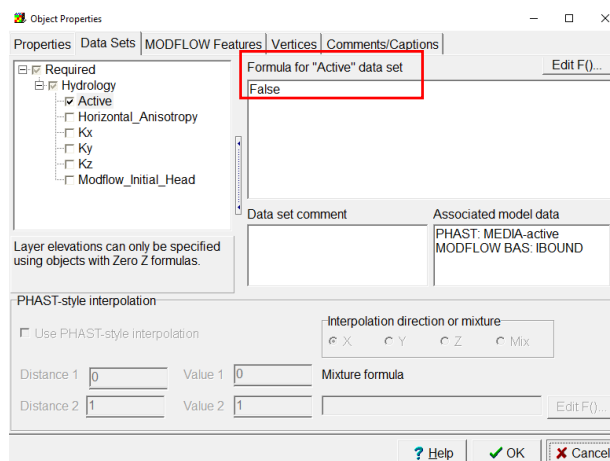 Object Properties
Properties Data Sets MODFLOW Features Vertices Comments/Captions
Required
Hydrology
Active
Horizontal_Anisotropy
Kx
Ky
Kz
Modflow_Initial_Head
Layer elevations can only be specified
using objects with Zero Z formulas.
Formula for "Active" data set
Edit F()...
False
Data set comment
Associated model data
PHAST: MEDIA-active
MODFLOW BAS: IBOUND
PHAST-style interpolation
Use PHAST-style interpolation
Interpolation direction or mixture
X Y Z Mix
Distance 1 0 Value 1 0 Mixture formula
Distance 2 1 Value 2 1 Edit F()...
? Help OK Cancel